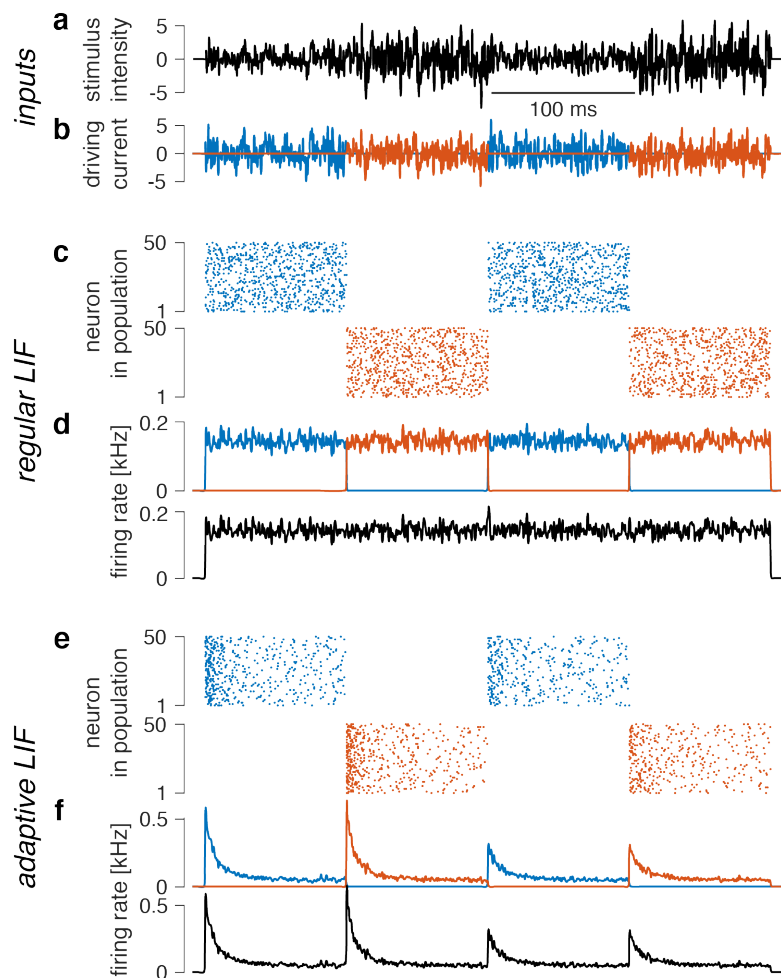 inputs
a
stimulus
intensity
5
0
-5
100 ms
b
driving
current
5
0
-5
regular LIF
c
neuron
in population
50
1
50
1
d
firing rate [kHz]
0.2
0
0.2
0
adaptive LIF
e
neuron
in population
50
1
50
1
f
firing rate [kHz]
0.5
0
0.5
0